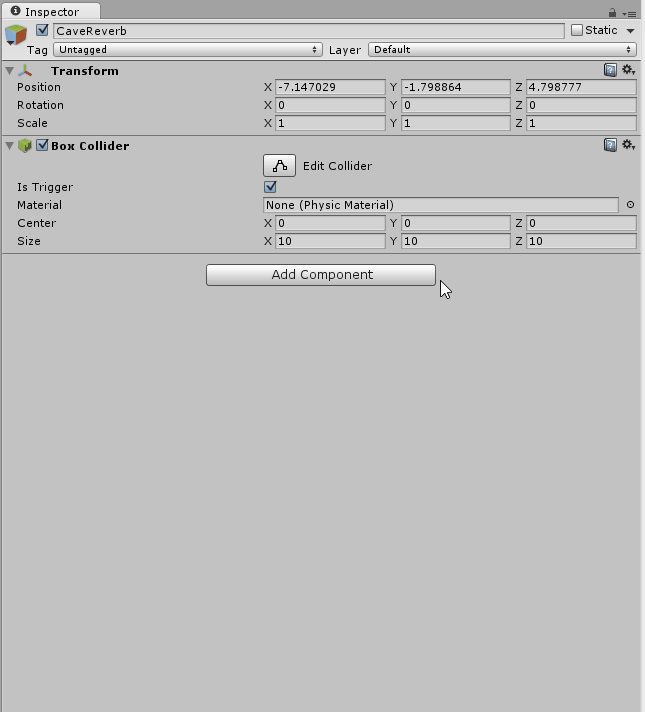 Inspector
CaveReverb Static
Tag Untagged Layer Default
Transform
Position X -7.147029 Y -1.798864 Z 4.798777
Rotation X 0 Y 0 Z 0
Scale X 1 Y 1 Z 1
Box Collider
Edit Collider
Is Trigger
Material None (Physic Material)
Center X 0 Y 0 Z 0
Size X 10 Y 10 Z 10
Add Component